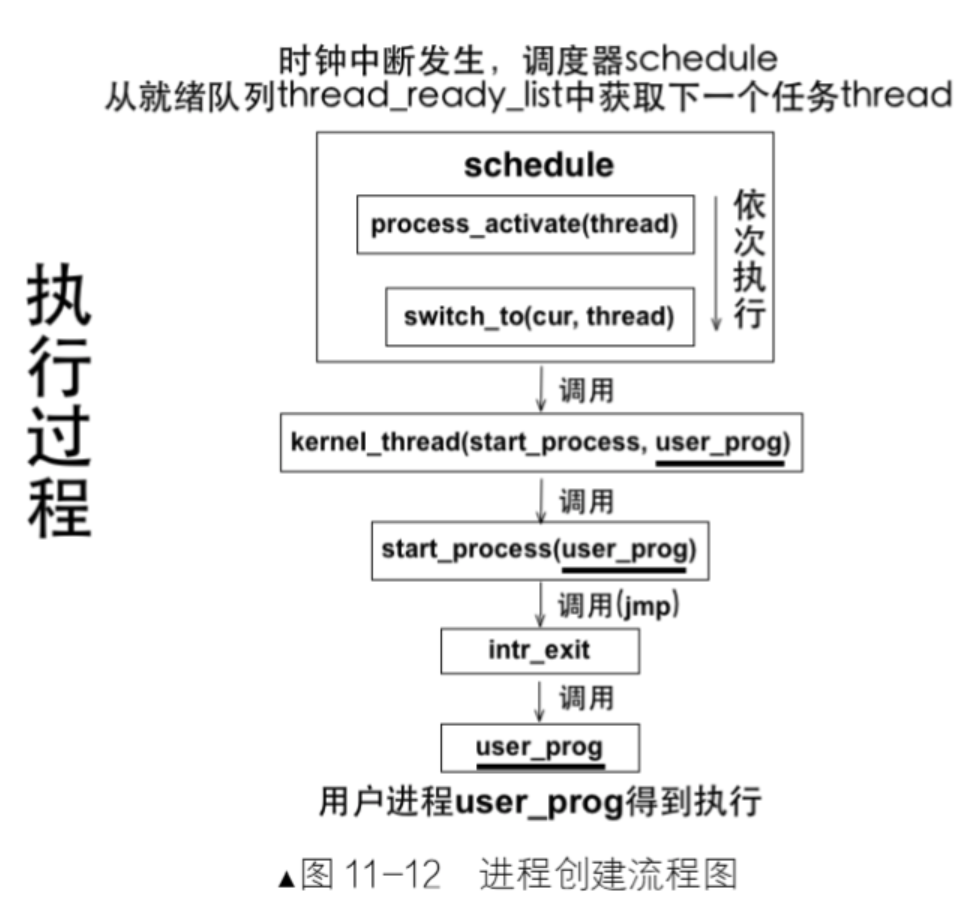 时钟中断发生，调度器schedule
从就绪队列thread_ready_list中获取下一个任务thread
执行过程
schedule
process_activate(thread)
switch_to(cur, thread)
依次执行
调用
kernel_thread(start_process, user_prog)
调用
start_process(user_prog)
调用(jmp)
intr_exit
调用
user_prog
用户进程user_prog得到执行
▲图 11-12 进程创建流程图